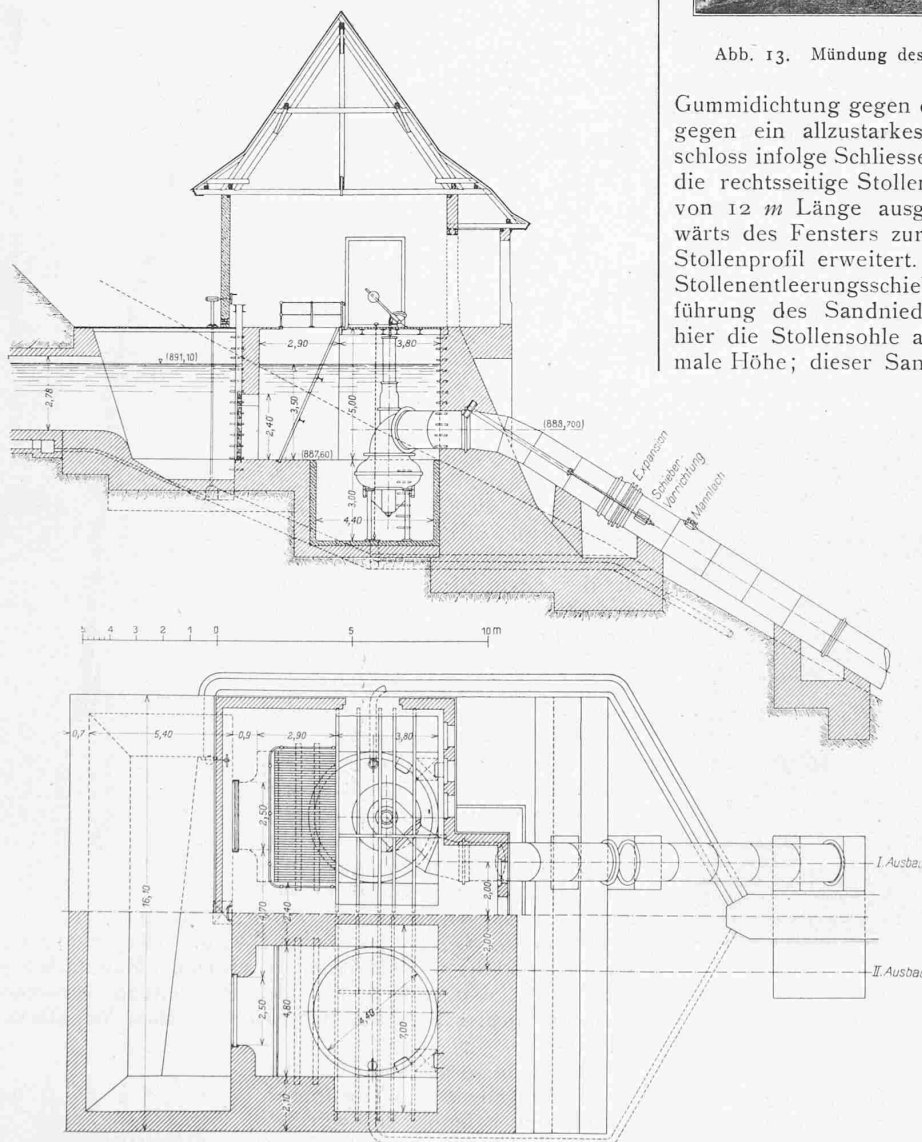 Abb. 13. Mündung des
Gummidichtung gegen
gegen ein allzustarkes
schloss infolge Schliesse
die rechtsseitige Stollen
von 12 m Länge ausg
wärts des Fensters zur
Stollenprofil erweitert.
Stollenentleerungsschie
führung des Sandnied
hier die Stollensohle a
male Höhe; dieser San
(891,10)
2,90
3,80
2,78
2,40
3,50
5,00
(888,700)
(887,60)
3,00
4,40
Expansion
Schieber-
Vorrichtung
Mannloch
5 4 3 2 1 0 5 10 m
0,7
5,40
0,9
2,90
3,80
2,50
16,10
4,70
2,40
2,00
I. Ausbau
2,00
II. Ausbau
2,50
4,80
4,40
7,00
2,10